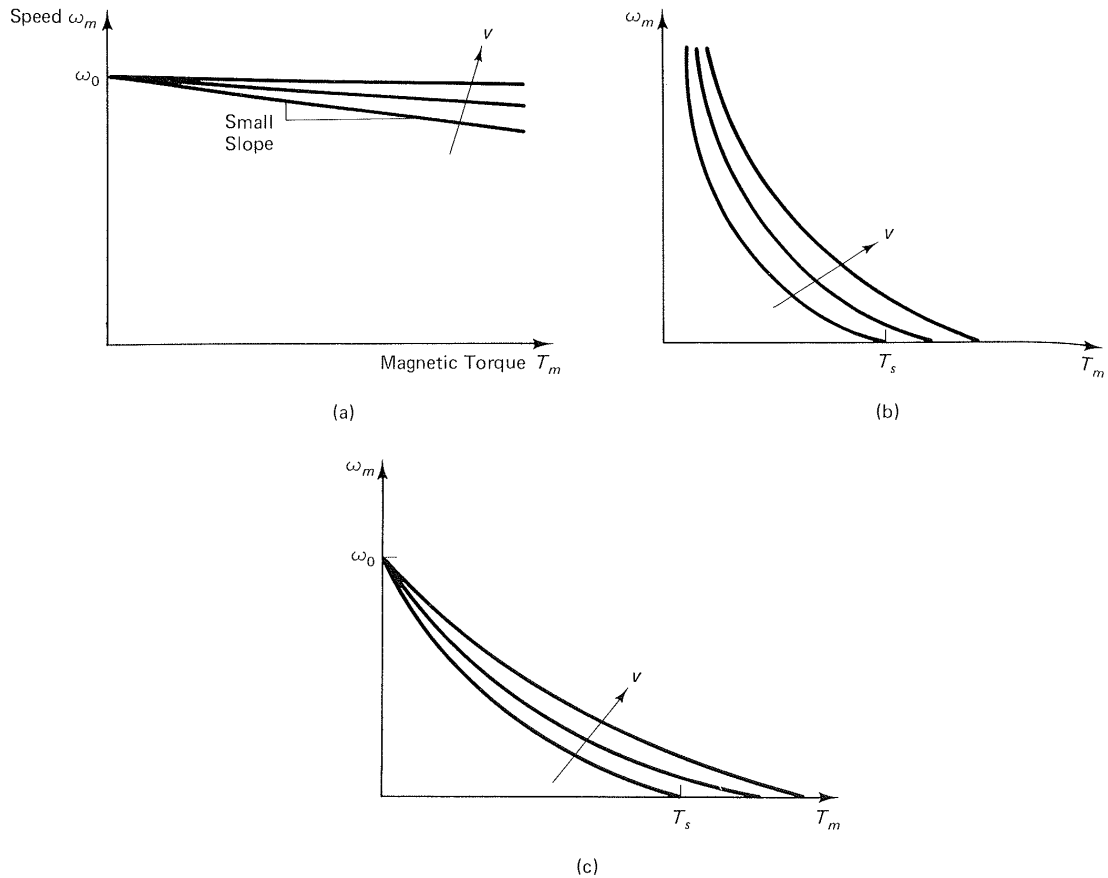 Speed ω_m
ω_0
v
Small
Slope
Magnetic Torque T_m
(a)
ω_m
v
T_s
T_m
(b)
ω_m
ω_0
v
T_s
T_m
(c)